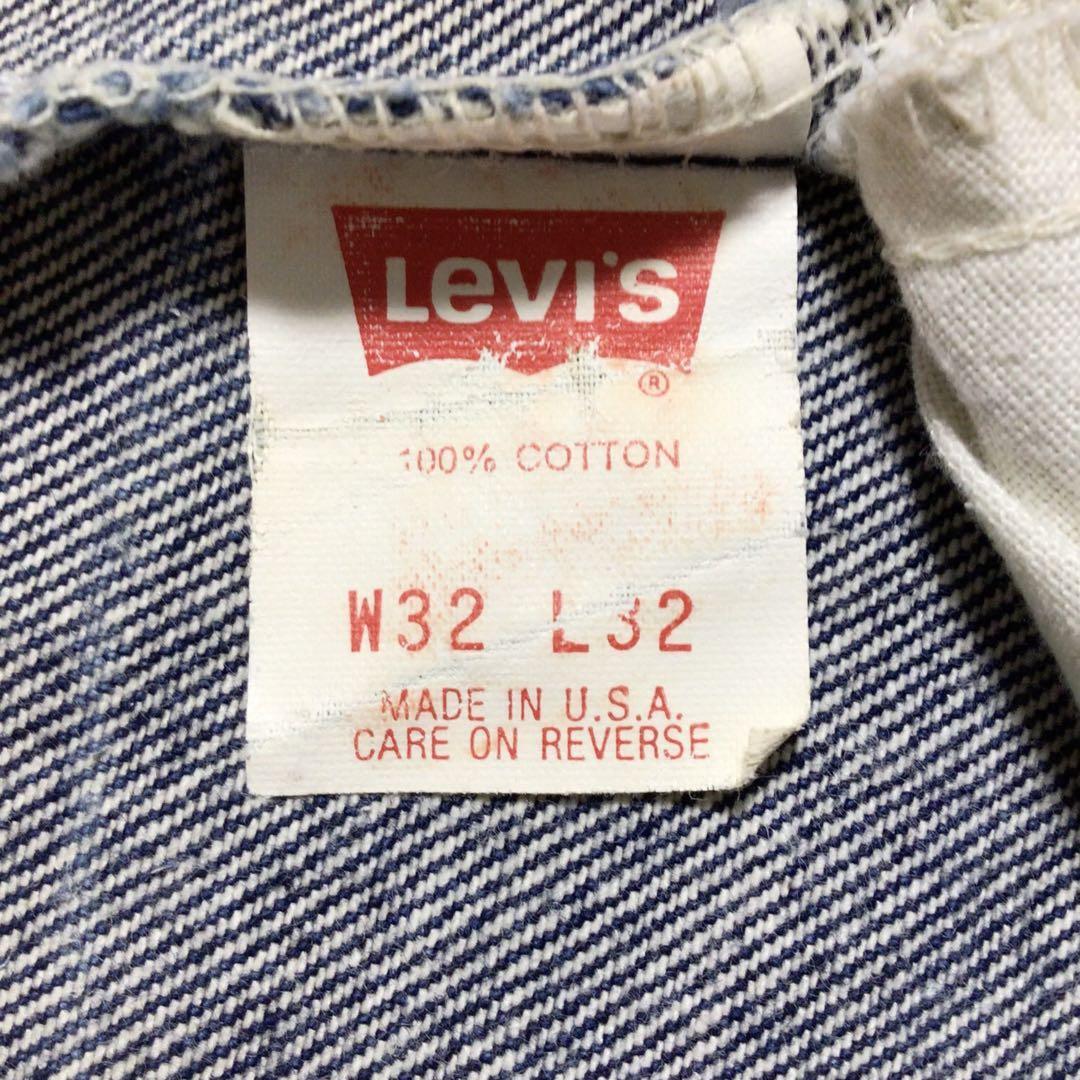 Levi's
®
100% COTTON
W32 L32
MADE IN U.S.A.
CARE ON REVERSE